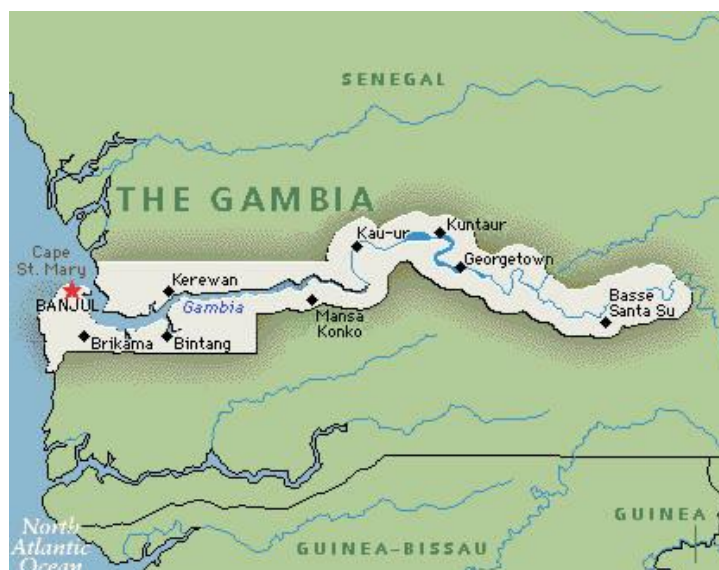 SENEGAL
THE GAMBIA
Kuntaur
Kau-ur
Cape
St. Mary
Georgetown
Kerewan
BANJUL
Gambia
Basse
Santa Su
Mansa
Konko
Brikama
Bintang
GUINEA
North
Atlantic
Ocean
GUINEA-BISSAU